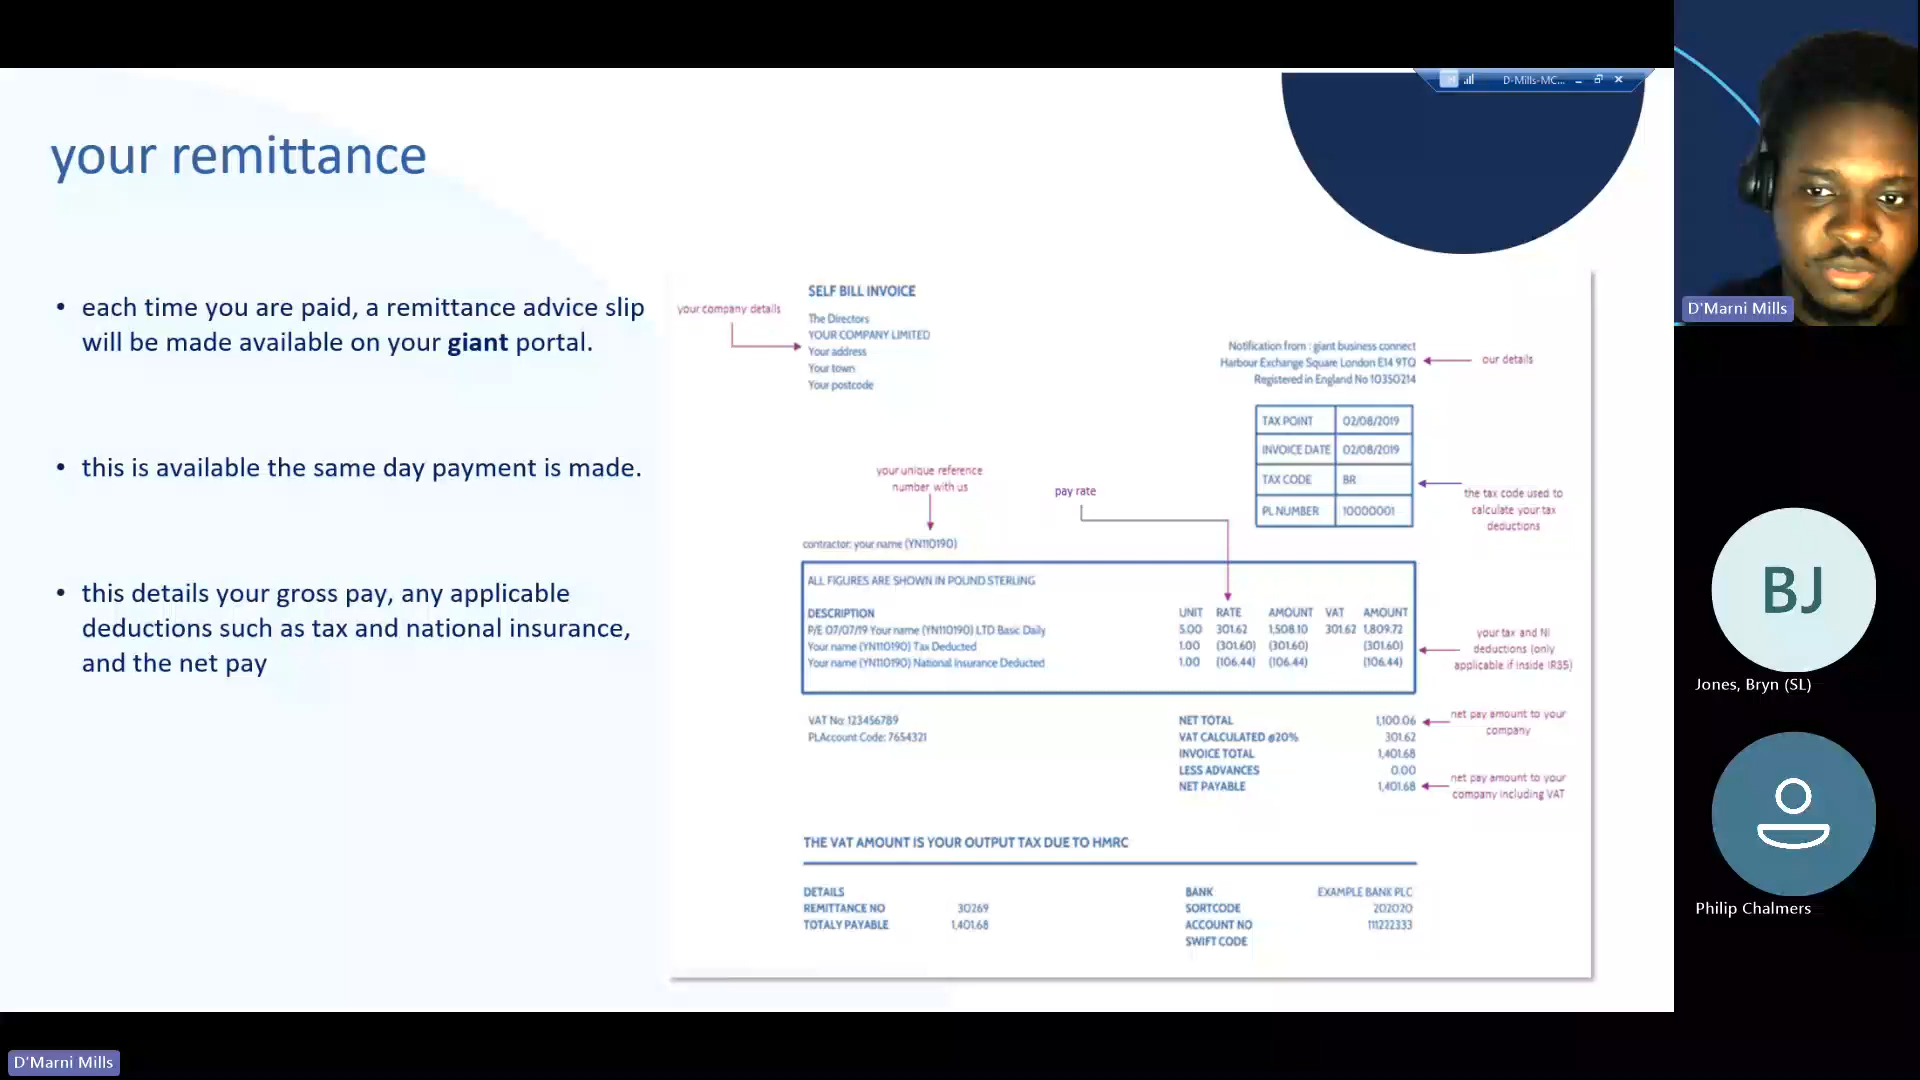 D-Mills-MC...
your remittance
• each time you are paid, a remittance advice slip
will be made available on your giant portal.
• this is available the same day payment is made.
• this details your gross pay, any applicable
deductions such as tax and national insurance,
and the net pay
your company details
SELF BILL INVOICE
The Directors
YOUR COMPANY LIMITED
Your address
Your town
Your postcode
Notification from : giant business connect
Harbour Exchange Square London E14 9TQ
Registered in England No 10350214
our details
TAX POINT 02/08/2019
INVOICE DATE 02/08/2019
TAX CODE BR
PL NUMBER 10000001
the tax code used to
calculate your tax
deductions
your unique reference
number with us
pay rate
contractor: your name (YN110190)
ALL FIGURES ARE SHOWN IN POUND STERLING
DESCRIPTION UNIT RATE AMOUNT VAT AMOUNT
P/E 07/07/19 Your name (YN110190) LTD Basic Daily 5.00 301.62 1,508.10 301.62 1,809.72
Your name (YN110190) Tax Deducted 1.00 (301.60) (301.60) (301.60)
Your name (YN110190) National Insurance Deducted 1.00 (106.44) (106.44) (106.44)
your tax and NI
deductions (only
applicable if inside IR35)
VAT No: 123456789
PLAccount Code: 7654321
NET TOTAL 1,100.06
VAT CALCULATED @20% 301.62
INVOICE TOTAL 1,401.68
LESS ADVANCES 0.00
NET PAYABLE 1,401.68
net pay amount to your
company
net pay amount to your
company including VAT
THE VAT AMOUNT IS YOUR OUTPUT TAX DUE TO HMRC
DETAILS
REMITTANCE NO 30269
TOTALY PAYABLE 1,401.68
BANK EXAMPLE BANK PLC
SORTCODE 202020
ACCOUNT NO 111222333
SWIFT CODE
D'Marni Mills
BJ
Jones, Bryn (SL)
Philip Chalmers
D'Marni Mills